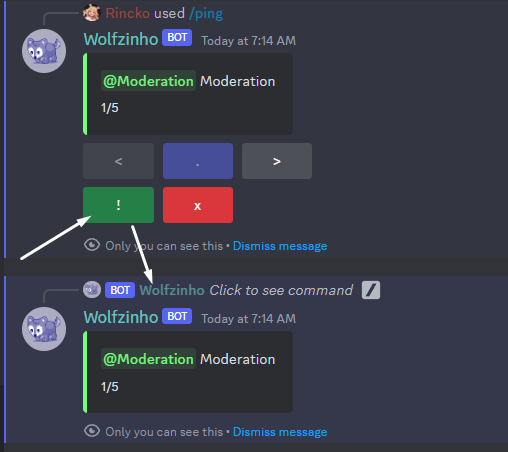 Rincko used /ping
Wolfzinho BOT Today at 7:14 AM
@Moderation Moderation
1/5
< . >
! x
Only you can see this • Dismiss message
BOT Wolfzinho Click to see command /
Wolfzinho BOT Today at 7:14 AM
@Moderation Moderation
1/5
Only you can see this • Dismiss message